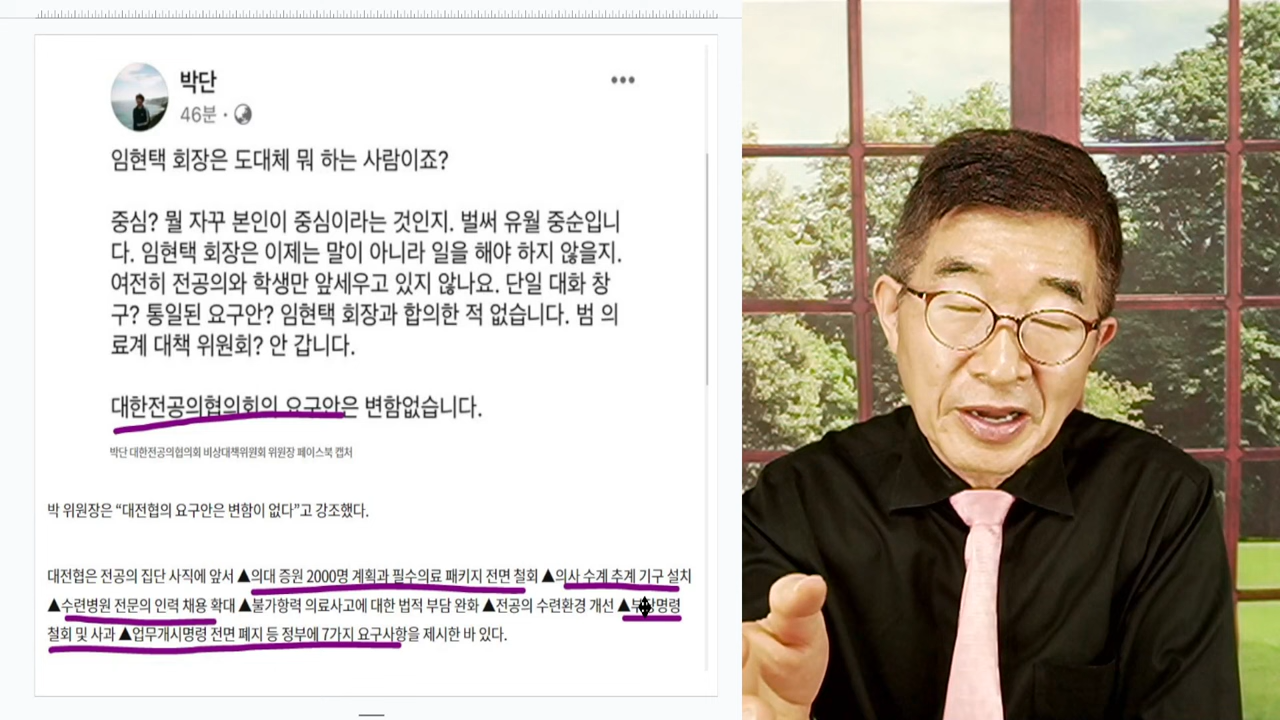 박단
46분
임현택 회장은 도대체 뭐 하는 사람이죠?
중심? 뭘 자꾸 본인이 중심이라는 것인지. 벌써 유월 중순입니
다. 임현택 회장은 이제는 말이 아니라 일을 해야 하지 않을지.
여전히 전공의와 학생만 앞세우고 있지 않나요. 단일 대화 창
구? 통일된 요구안? 임현택 회장과 합의한 적 없습니다. 범 의
료계 대책 위원회? 안 갑니다.
대한전공의협의회의 요구안은 변함없습니다.
박단 대한전공의협의회 비상대책위원회 위원장 페이스북 캡처
박 위원장은 “대전협의 요구안은 변함이 없다”고 강조했다.
대전협은 전공의 집단 사직에 앞서 ▲의대 증원 2000명 계획과 필수의료 패키지 전면 철회 ▲의사 수계 추계 기구 설치
▲수련병원 전문의 인력 채용 확대 ▲불가항력 의료사고에 대한 법적 부담 완화 ▲전공의 수련환경 개선
철회 및 사과 ▲업무개시명령 전면 폐지 등 정부에 7가지 요구사항을 제시한 바 있다.